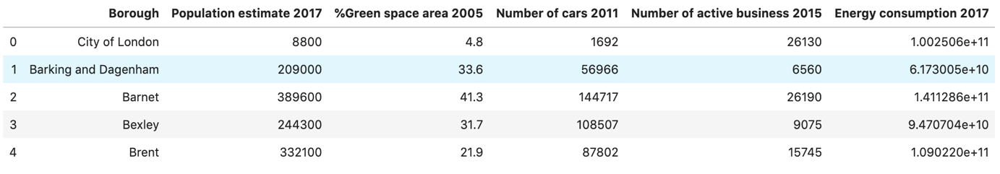 Borough Population estimate 2017 %Green space area 2005 Number of cars 2011 Number of active business 2015 Energy consumption 2017
0 City of London 8800 4.8 1692 26130 1.002506e+11
1 Barking and Dagenham 209000 33.6 56966 6560 6.173005e+10
2 Barnet 389600 41.3 144717 26190 1.411286e+11
3 Bexley 244300 31.7 108507 9075 9.470704e+10
4 Brent 332100 21.9 87802 15745 1.090220e+11